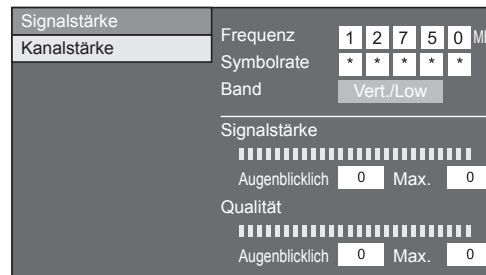 Signalstärke
Kanalstärke
Frequenz 1 2 7 5 0
Symbolrate * * * * *
Band Vert./Low
Signalstärke
Augenblicklich 0 Max. 0
Qualität
Augenblicklich 0 Max. 0